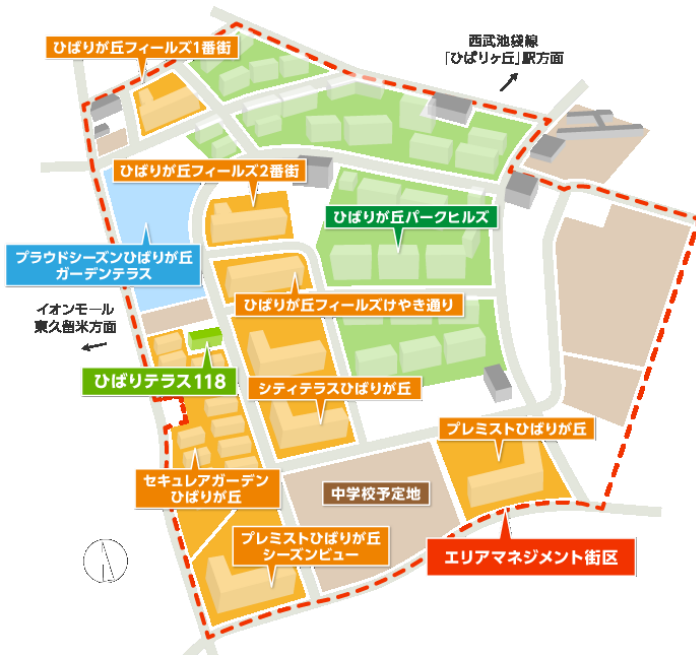 ひばりが丘フィールズ1番街
西武池袋線
「ひばりヶ丘」駅方面
ひばりが丘フィールズ2番街
ひばりが丘パークヒルズ
プラウドシーズンひばりが丘
ガーデンテラス
ひばりが丘フィールズけやき通り
イオンモール
東久留米方面
ひばりテラス118
シティテラスひばりが丘
プレミストひばりが丘
セキュレアガーデン
ひばりが丘
中学校予定地
プレミストひばりが丘
シーズンビュー
エリアマネジメント街区